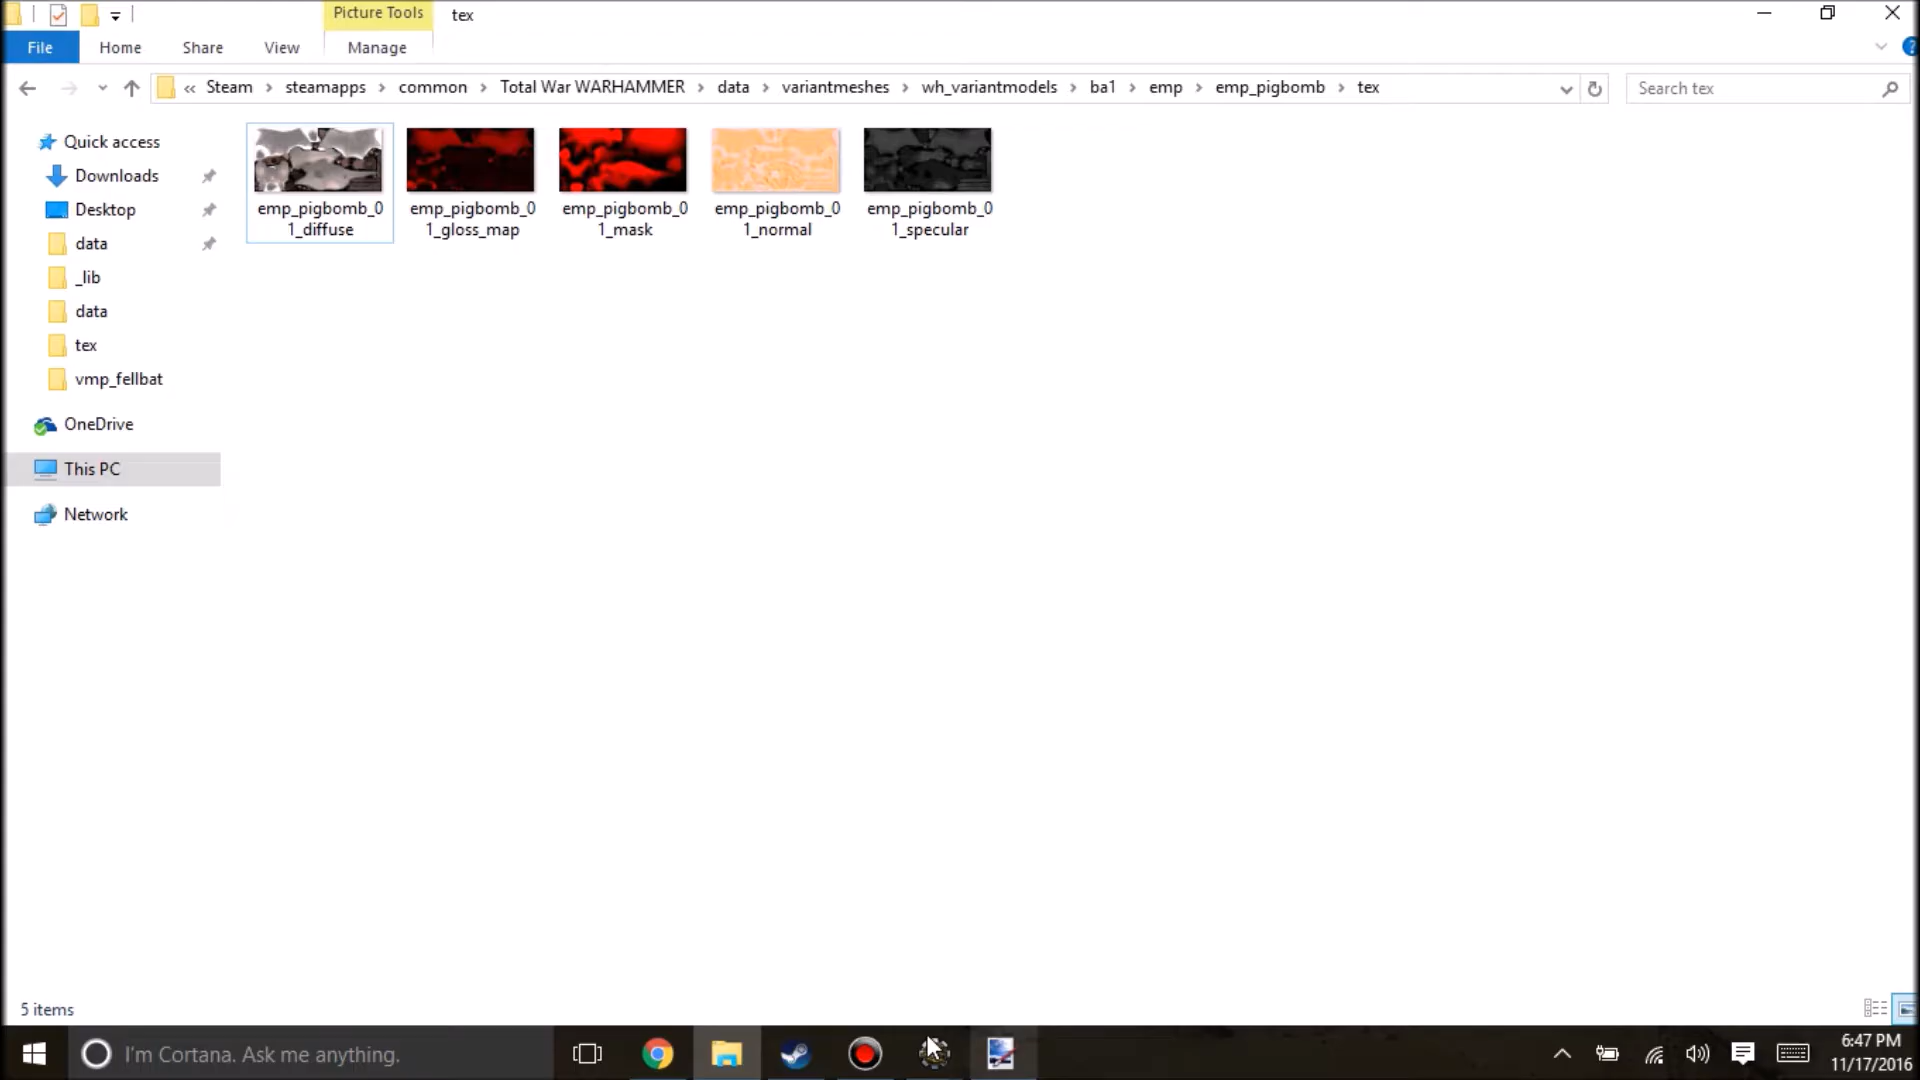 Picture Tools
tex
File
Home
Share
View
Manage
« Steam › steamapps › common › Total War WARHAMMER › data › variantmeshes › wh_variantmodels › ba1 › emp › emp_pigbomb › tex
Search tex
Quick access
Downloads
Desktop
data
_lib
data
tex
vmp_fellbat
OneDrive
This PC
Network
emp_pigbomb_0
1_diffuse
emp_pigbomb_0
1_gloss_map
emp_pigbomb_0
1_mask
emp_pigbomb_0
1_normal
emp_pigbomb_0
1_specular
5 items
I'm Cortana. Ask me anything.
6:47 PM
11/17/2016